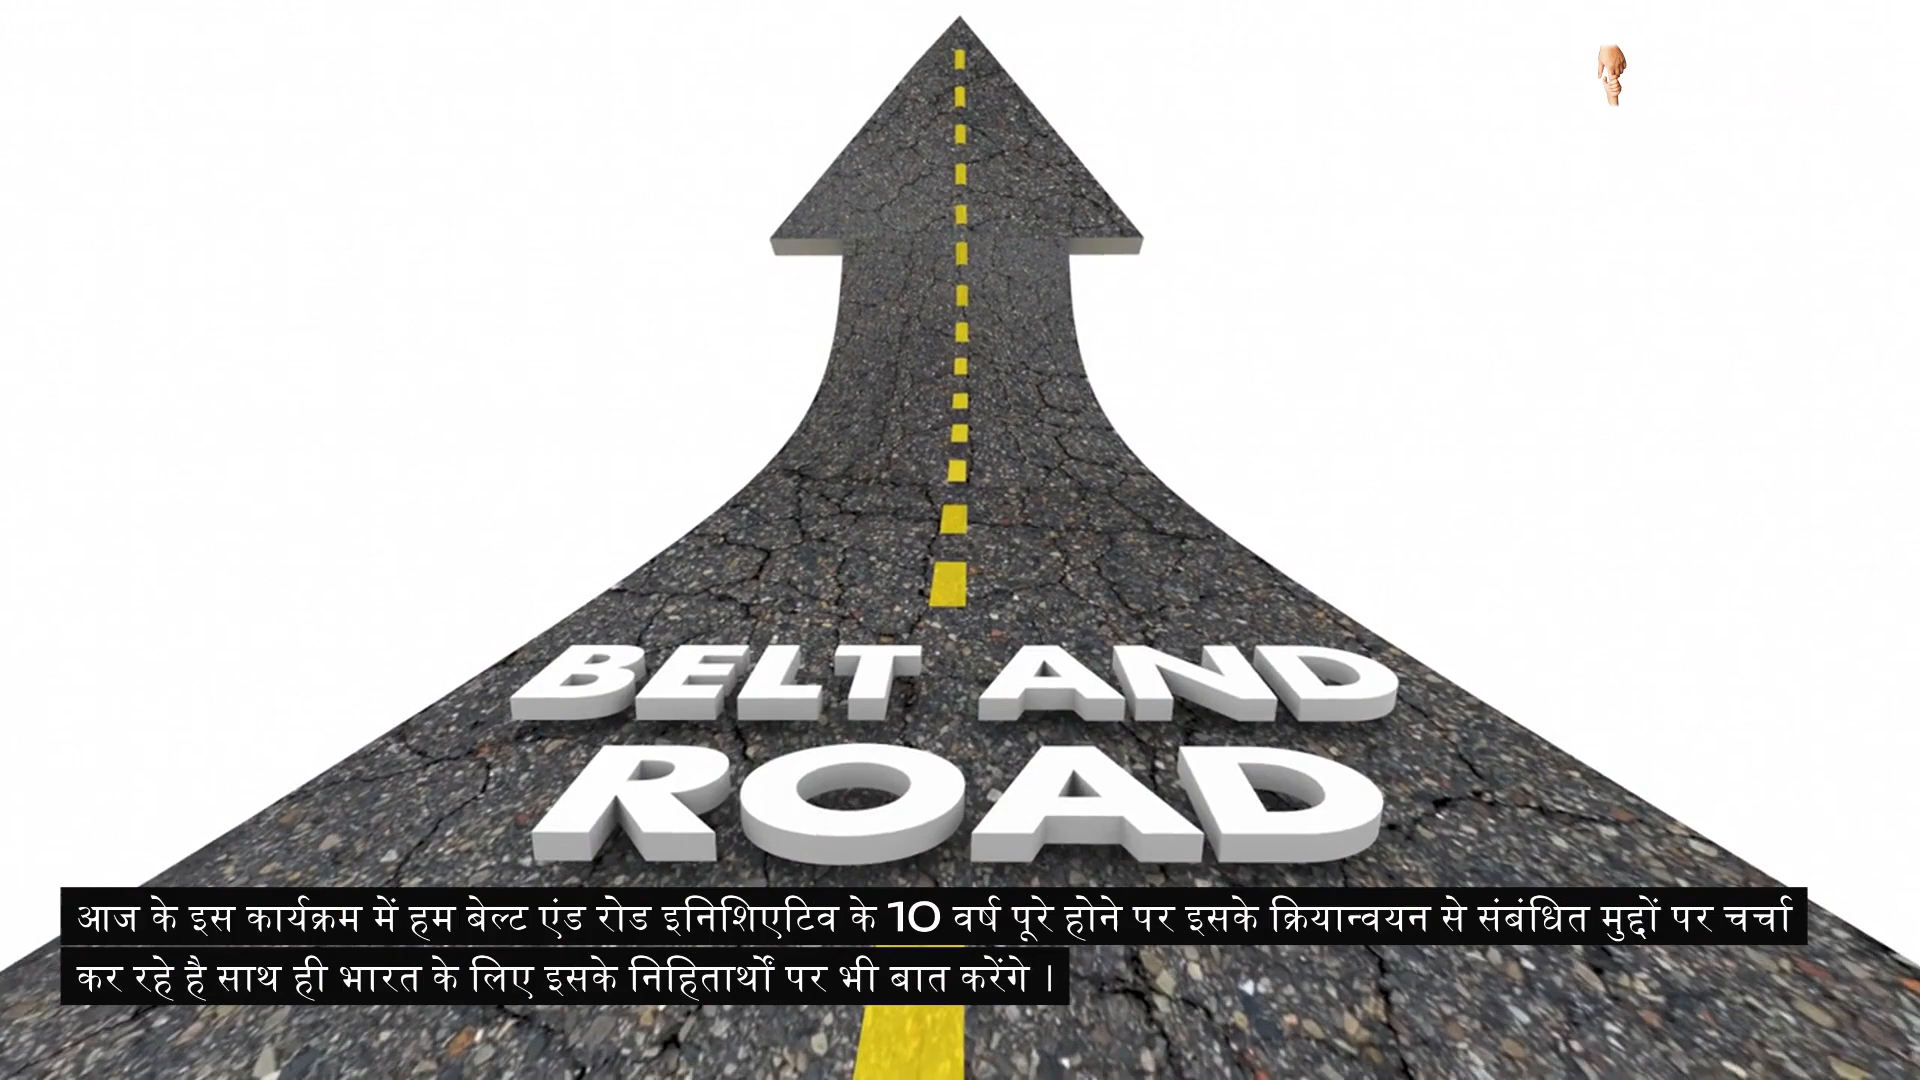 BELT AND
ROAD
आज के इस कार्यक्रम में हम बेल्ट एंड रोड इनिशिएटिव के 10 वर्ष पूरे होने पर इसके क्रियान्वयन से संबंधित मुद्दों पर चर्चा
कर रहे है साथ ही भारत के लिए इसके निहितार्थों पर भी बात करेंगे ।